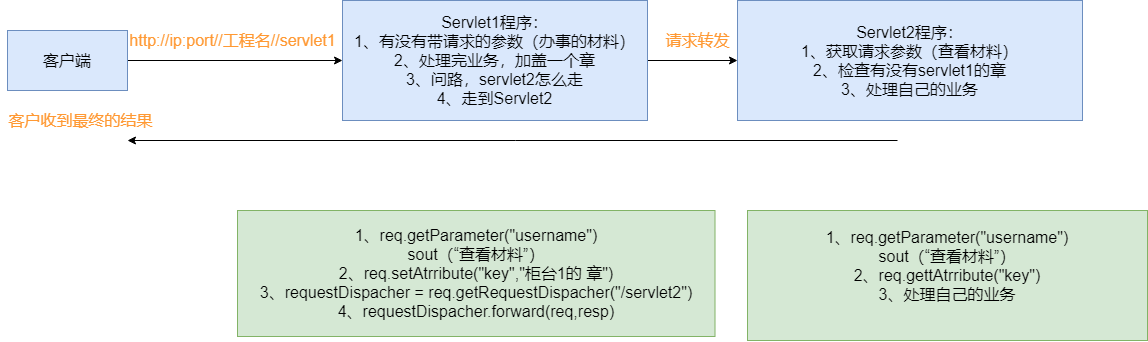 客户端
http://ip:port//工程名//servlet1
Servlet1程序：
1、有没有带请求的参数（办事的材料）
2、处理完业务，加盖一个章
3、问路，servlet2怎么走
4、走到Servlet2
请求转发
Servlet2程序：
1、获取请求参数（查看材料）
2、检查有没有servlet1的章
3、处理自己的业务
客户收到最终的结果
1、req.getParameter("username")
sout（“查看材料”）
2、req.setAtrribute("key","柜台1的 章")
3、requestDispacher = req.getRequestDispacher("/servlet2")
4、requestDispacher.forward(req,resp)
1、req.getParameter("username")
sout（“查看材料”）
2、req.gettAtrribute("key")
3、处理自己的业务